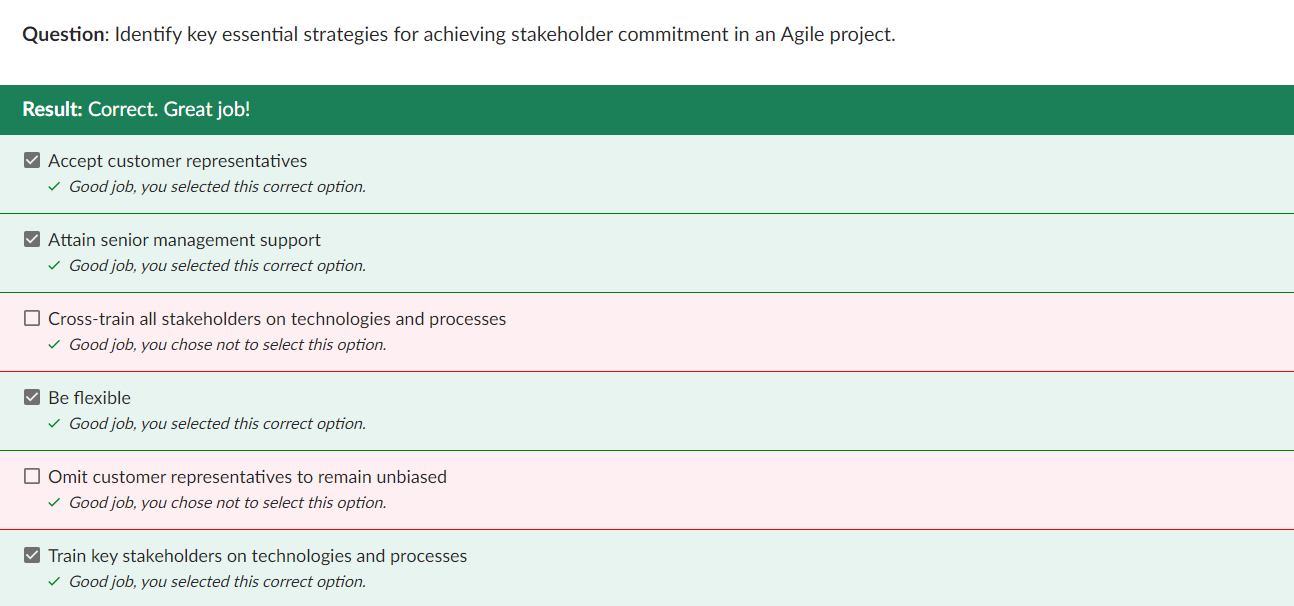 Question: Identify key essential strategies for achieving stakeholder commitment in an Agile project.
Result: Correct. Great job!
Accept customer representatives
Good job, you selected this correct option.
Attain senior management support
Good job, you selected this correct option.
Cross-train all stakeholders on technologies and processes
Good job, you chose not to select this option.
Be flexible
Good job, you selected this correct option.
Omit customer representatives to remain unbiased
Good job, you chose not to select this option.
Train key stakeholders on technologies and processes
Good job, you selected this correct option.